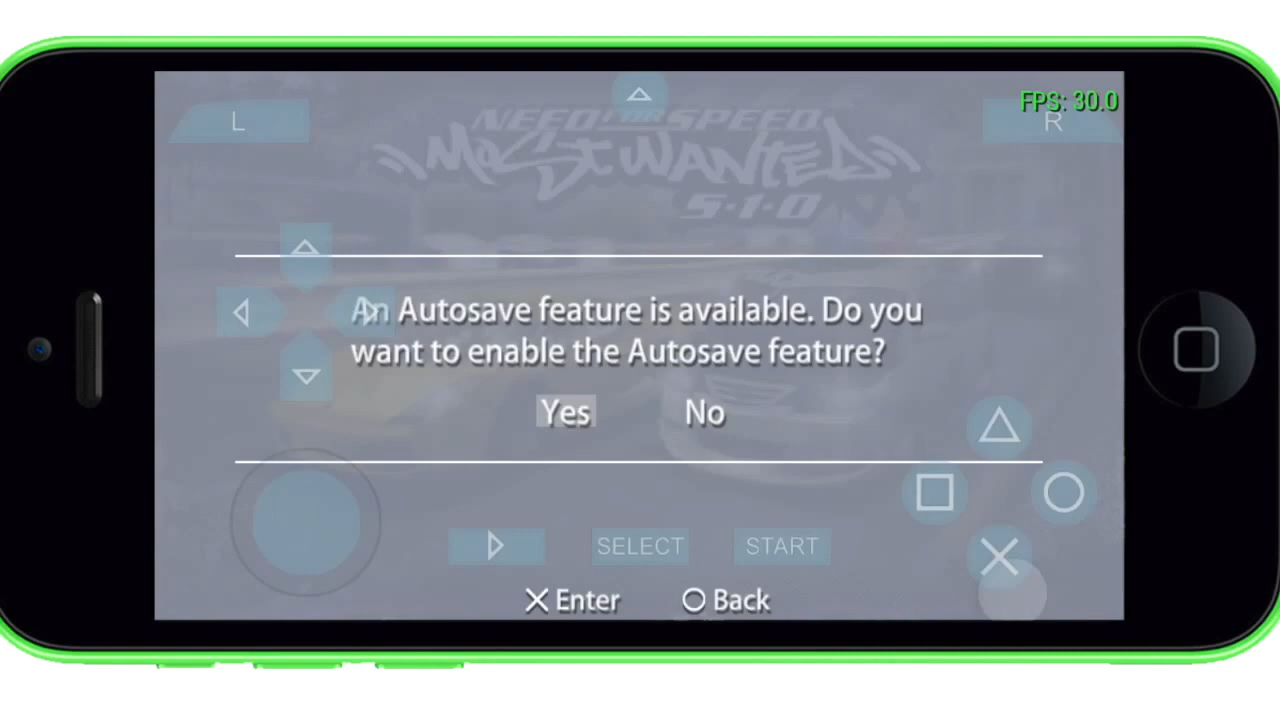 FPS: 30.0
L
R
NEED FOR SPEED
MOST WANTED
5-1-0
An Autosave feature is available. Do you
want to enable the Autosave feature?
Yes No
SELECT START
Enter Back